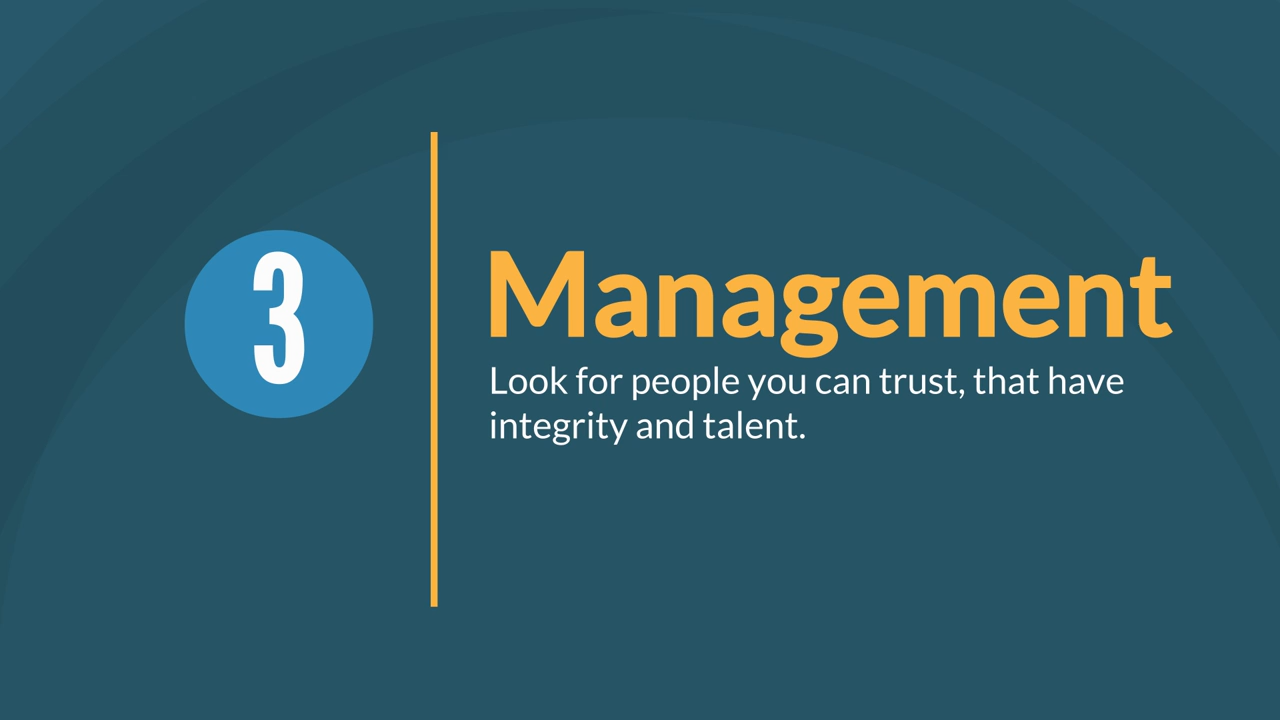 3
Management
Look for people you can trust, that have
integrity and talent.